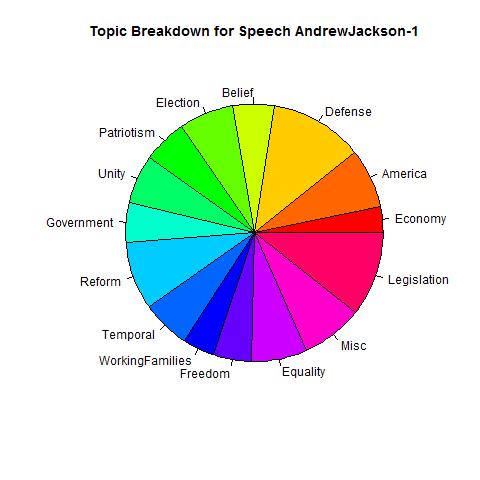 Topic Breakdown for Speech AndrewJackson-1
Belief
Election
Defense
Patriotism
Unity
America
Government
Economy
Reform
Legislation
Temporal
Misc
WorkingFamilies
Freedom
Equality